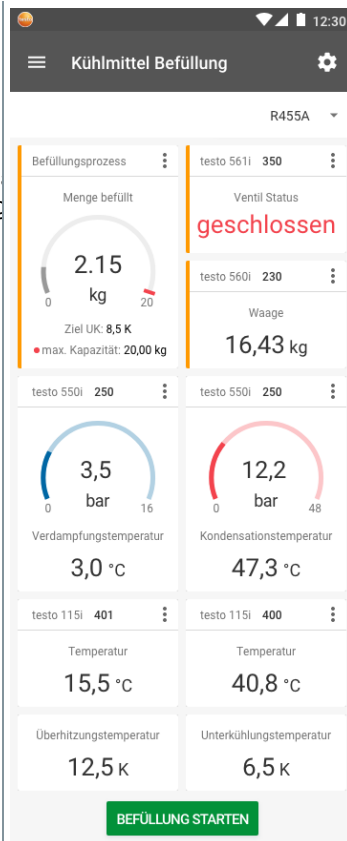 12:30
Kühlmittel Befüllung
R455A
Befüllungsprozess
Menge befüllt
2.15
kg
0
20
Ziel UK: 8,5 K
max. Kapazität: 20,00 kg
testo 561i 350
Ventil Status
geschlossen
testo 560i 230
Waage
16,43 kg
testo 550i 250
3,5
bar
0
16
Verdampfungstemperatur
3,0 °C
testo 550i 250
12,2
bar
0
48
Kondensationstemperatur
47,3 °C
testo 115i 401
Temperatur
15,5 °C
testo 115i 400
Temperatur
40,8 °C
Überhitzungstemperatur
12,5 K
Unterkühlungstemperatur
6,5 K
BEFÜLLUNG STARTEN